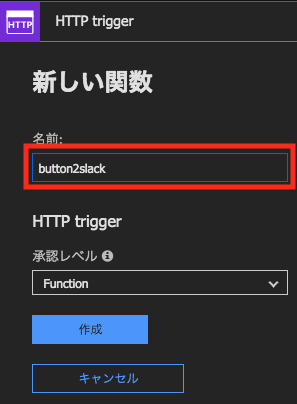 HTTP
HTTP trigger
新しい関数
名前:
button2slack
HTTP trigger
承認レベル
Function
作成
キャンセル